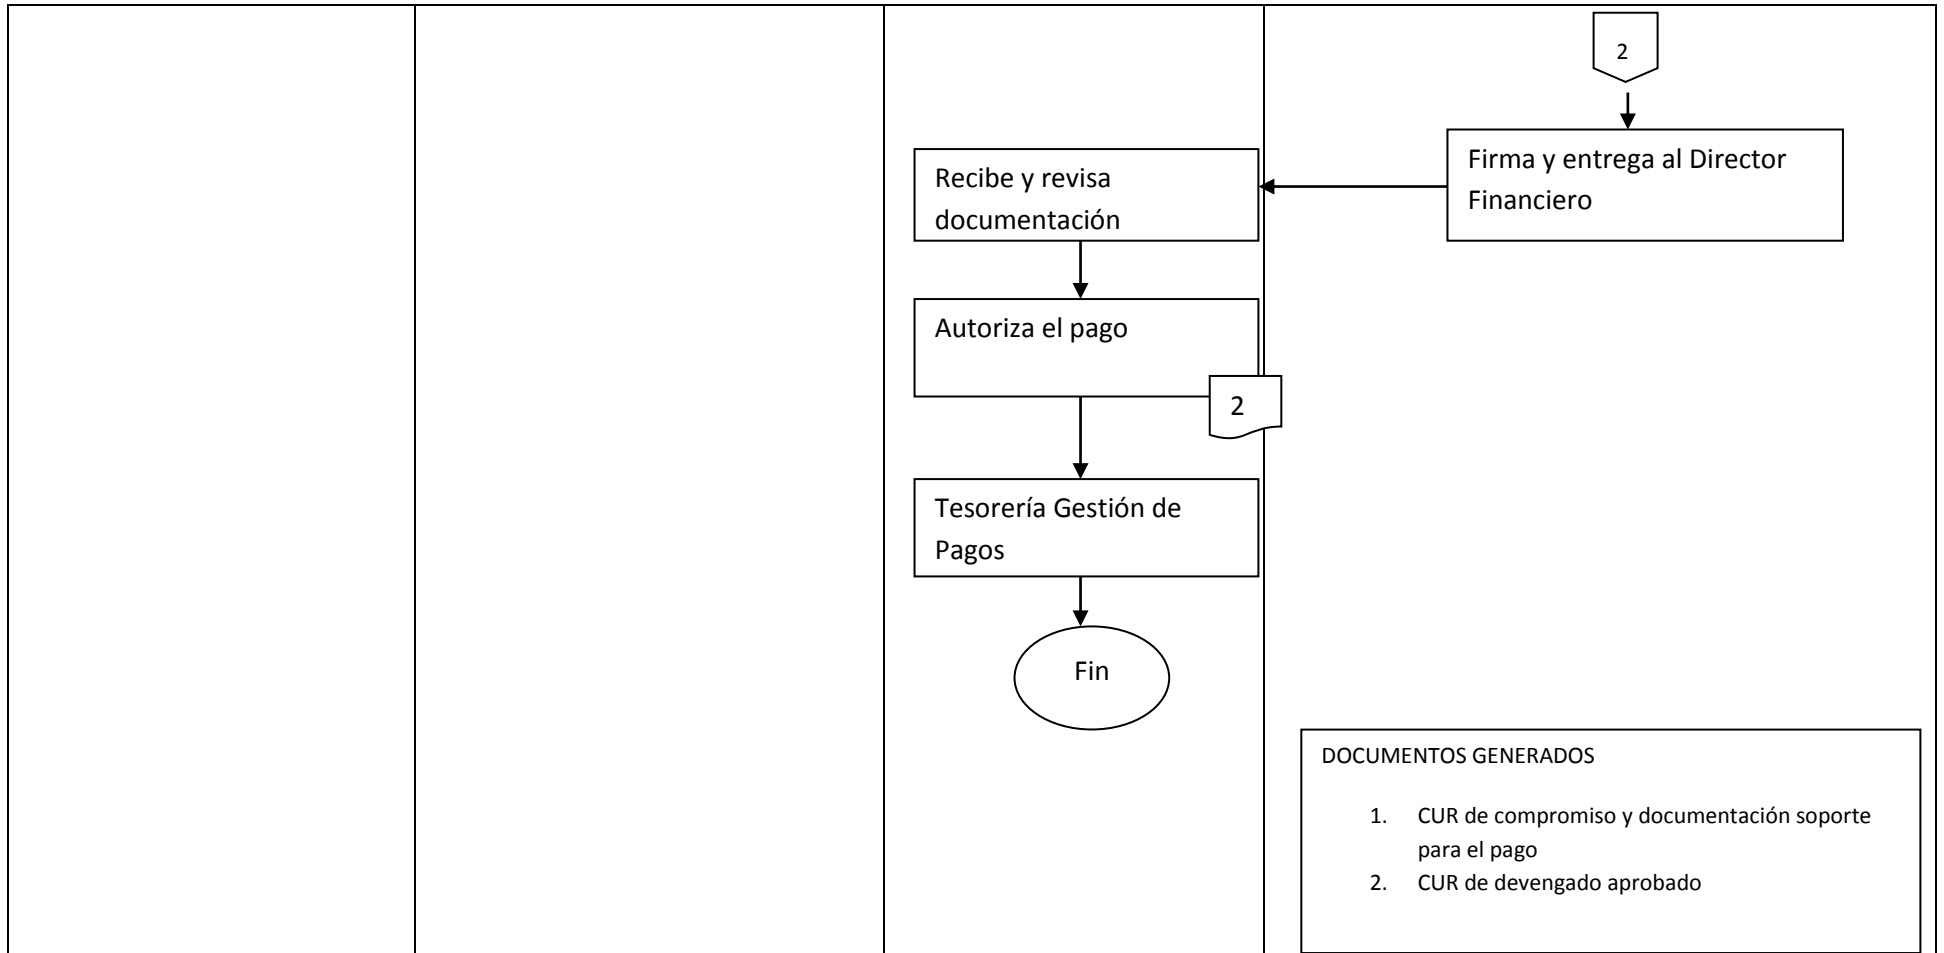 2
Firma y entrega al Director
Financiero
Recibe y revisa
documentación
Autoriza el pago
2
Tesorería Gestión de
Pagos
Fin
DOCUMENTOS GENERADOS
1. CUR de compromiso y documentación soporte
para el pago
2. CUR de devengado aprobado